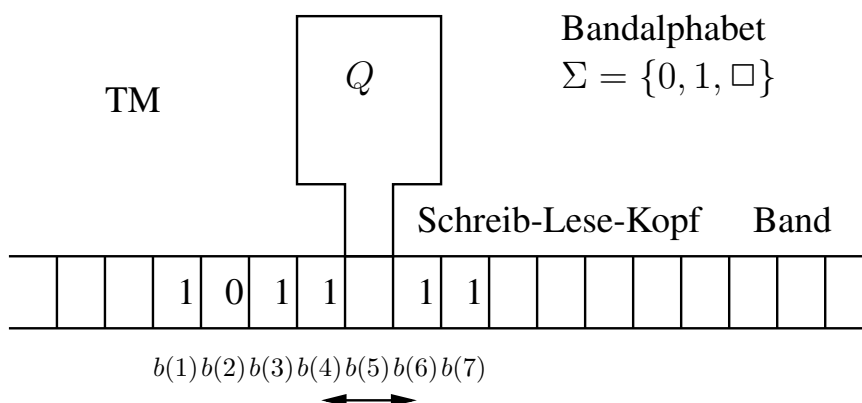 Bandalphabet
Q
Σ = {0, 1, □}
TM
Schreib-Lese-Kopf Band
1 0 1 1 1 1
b(1) b(2) b(3) b(4) b(5) b(6) b(7)